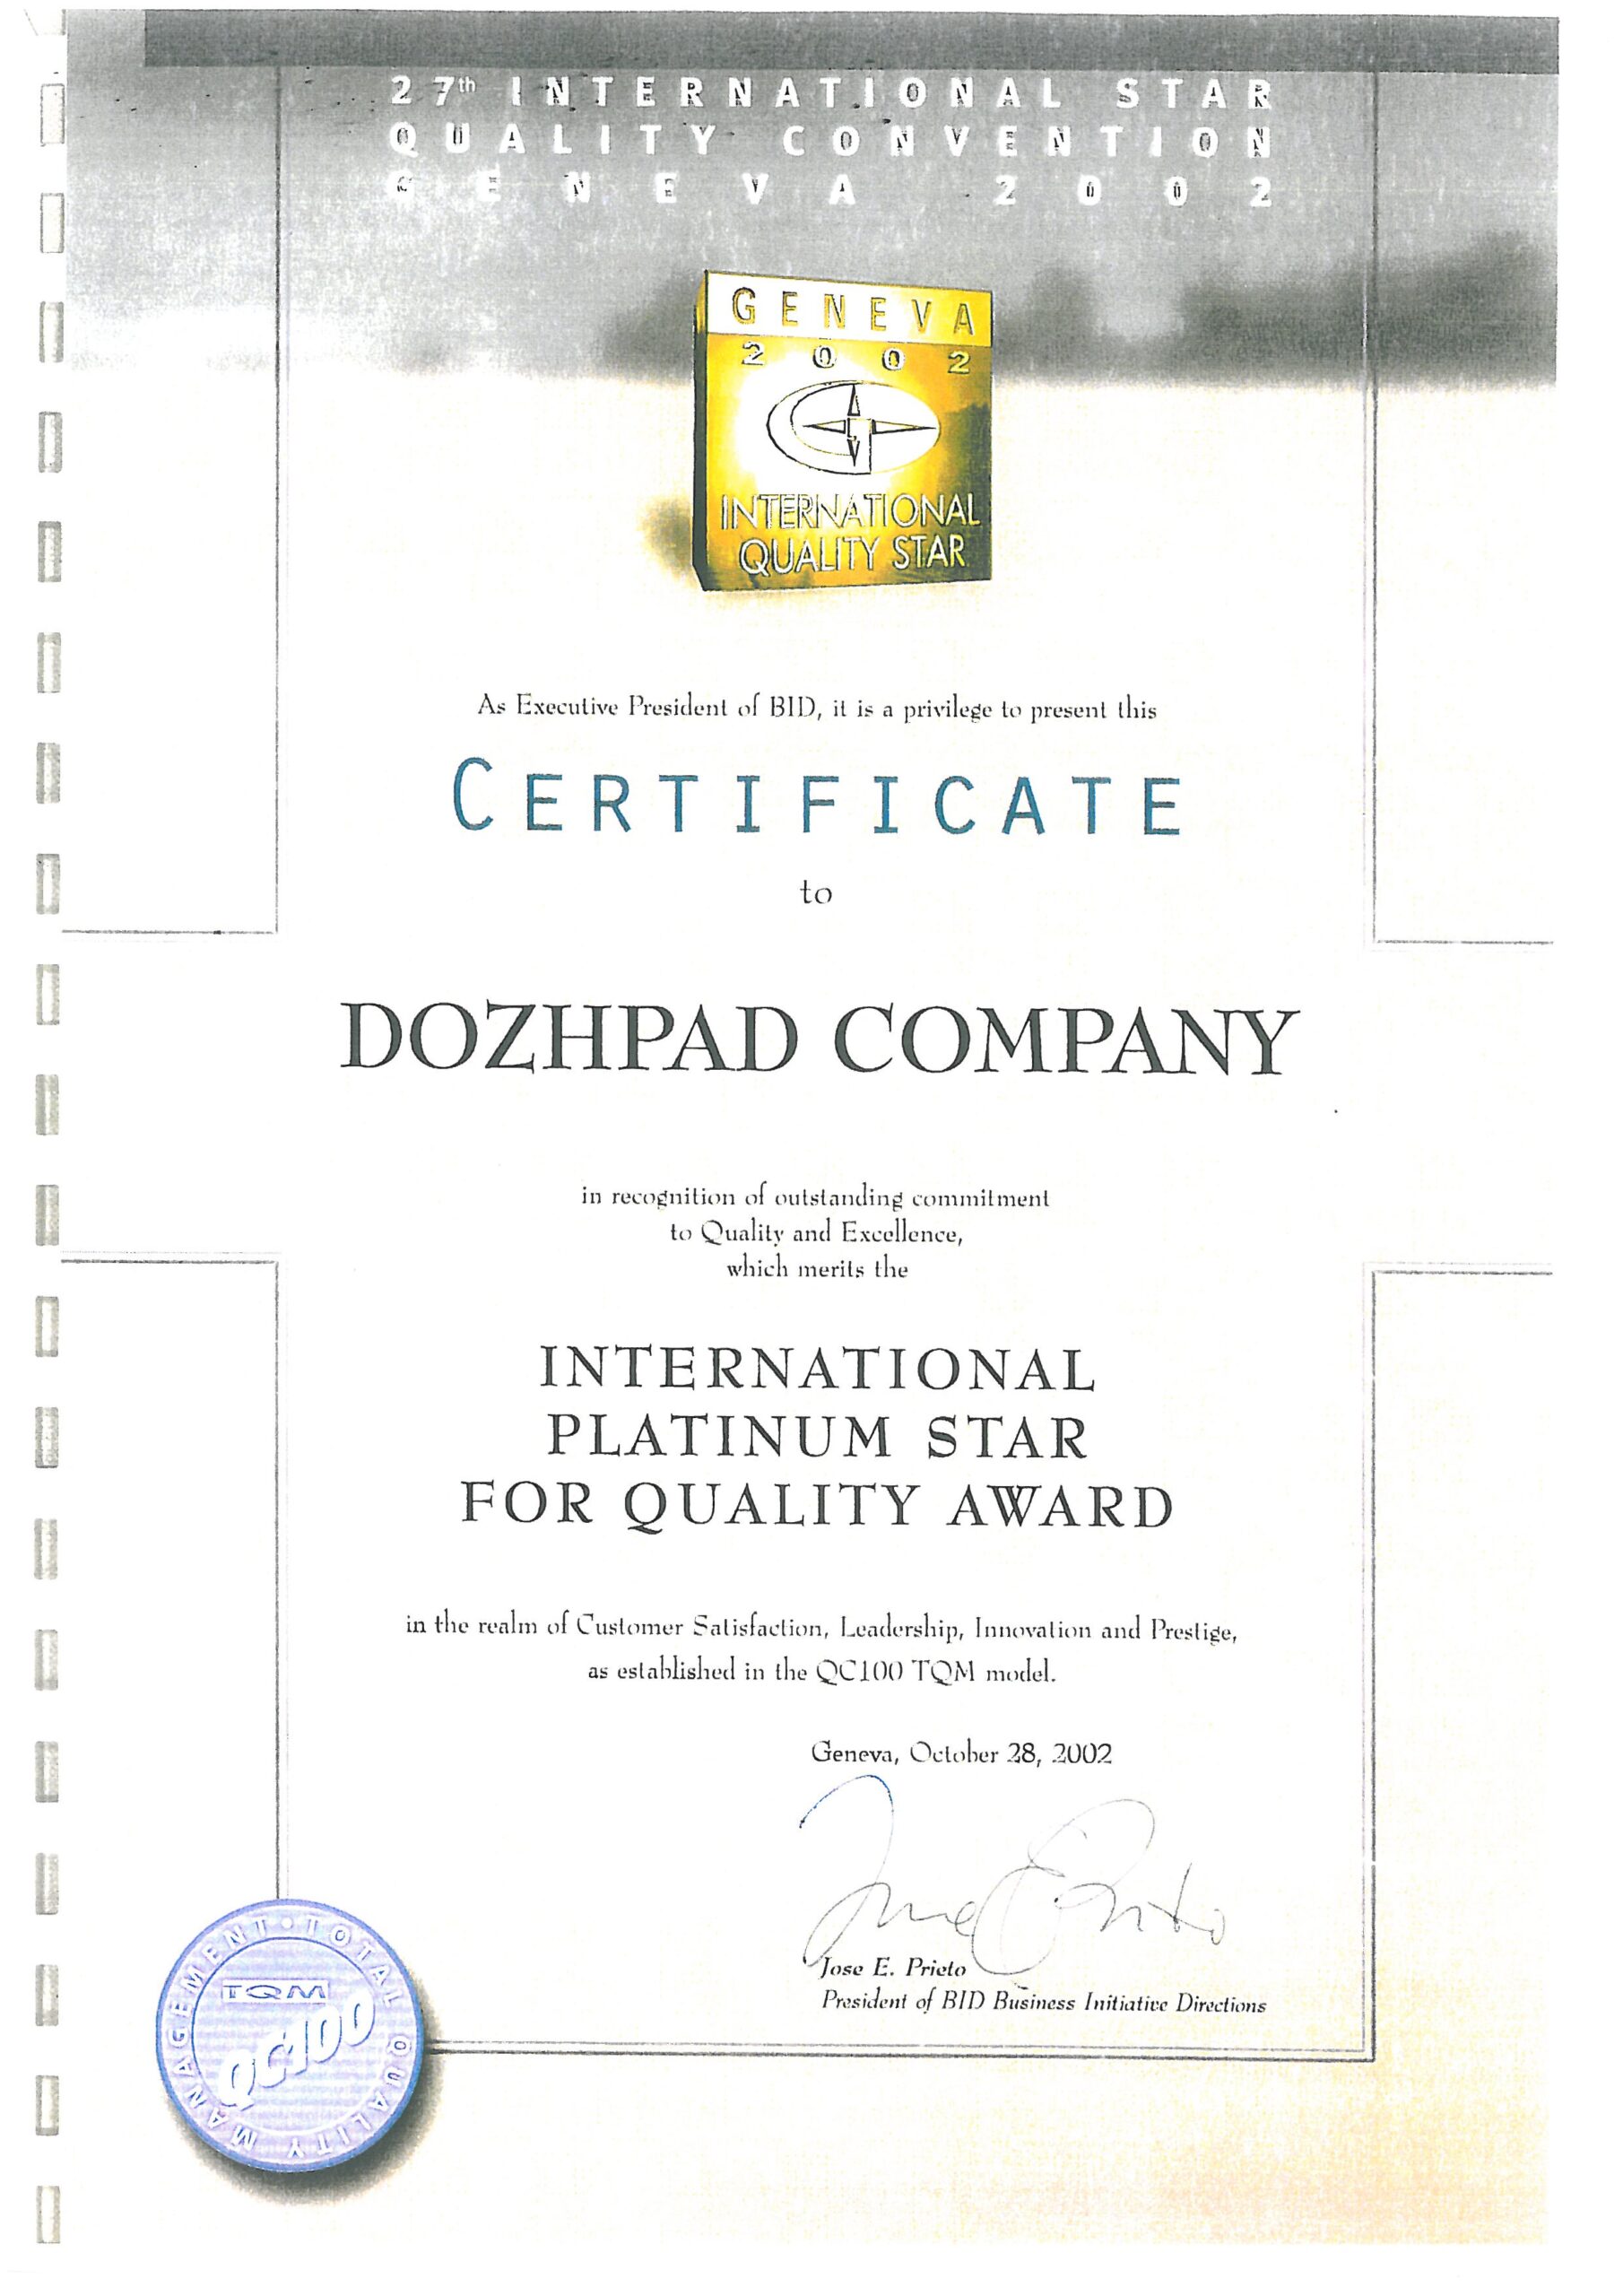 27th INTERNATIONAL STAR
QUALITY CONVENTION
GENEVA 2002
GENEVA
2002
INTERNATIONAL
QUALITY STAR
As Executive President of BID, it is a privilege to present this
CERTIFICATE
to
DOZHPAD COMPANY
in recognition of outstanding commitment
to Quality and Excellence,
which merits the
INTERNATIONAL
PLATINUM STAR
FOR QUALITY AWARD
in the realm of Customer Satisfaction, Leadership, Innovation and Prestige,
as established in the QC100 TQM model.
Geneva, October 28, 2002
Jose E. Prieto
Jose E. Prieto
President of BID Business Initiative Directions
TOTAL QUALITY MANAGEMENT
TQM
QC100